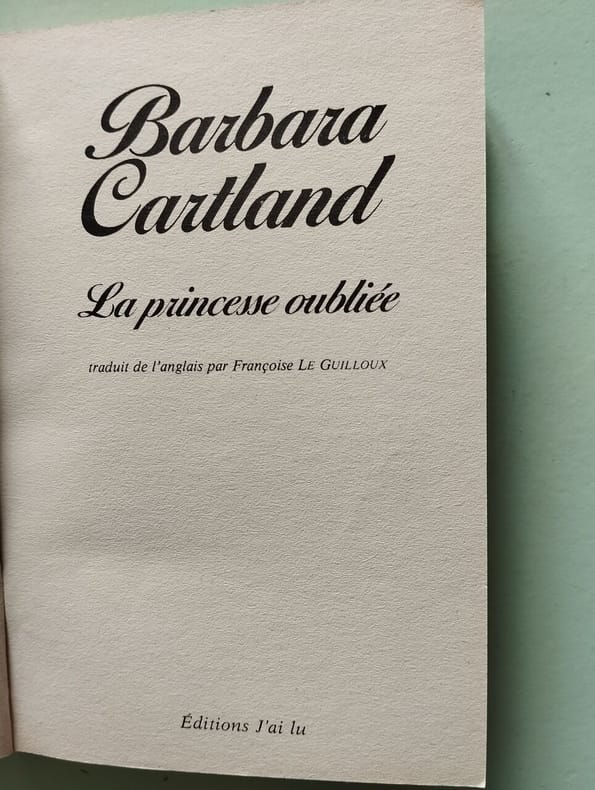 Barbara
Cartland
La princesse oubliée
traduit de l'anglais par Françoise LE GUILLOUX
Éditions J'ai lu